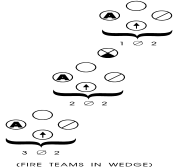 A
1 ∅ 2
A
2 ∅ 2
A
3 ∅ 2
(FIRE TEAMS IN WEDGE)